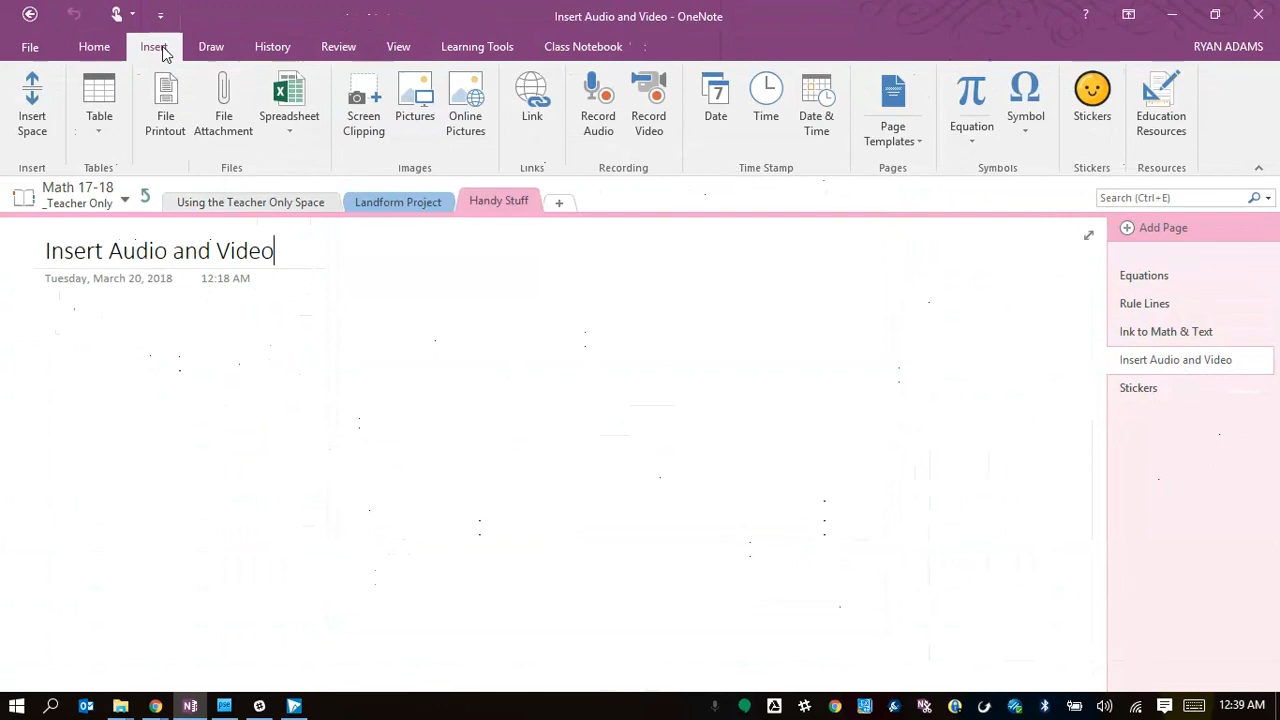 Insert Audio and Video - OneNote
?
File Home Insert Draw History Review View Learning Tools Class Notebook RYAN ADAMS
Insert Space
Table
File Printout
File Attachment
Spreadsheet
Screen Clipping
Pictures
Online Pictures
Link
Record Audio
Record Video
7
Date
Time
Date & Time
Page Templates
π
Equation
Ω
Symbol
Stickers
Education Resources
Insert Tables Files Images Links Recording Time Stamp Pages Symbols Stickers Resources
Math 17-18
_Teacher Only
Using the Teacher Only Space Landform Project Handy Stuff +
Search (Ctrl+E)
Insert Audio and Video
Tuesday, March 20, 2018 12:18 AM
Add Page
Equations
Rule Lines
Ink to Math & Text
Insert Audio and Video
Stickers
12:39 AM